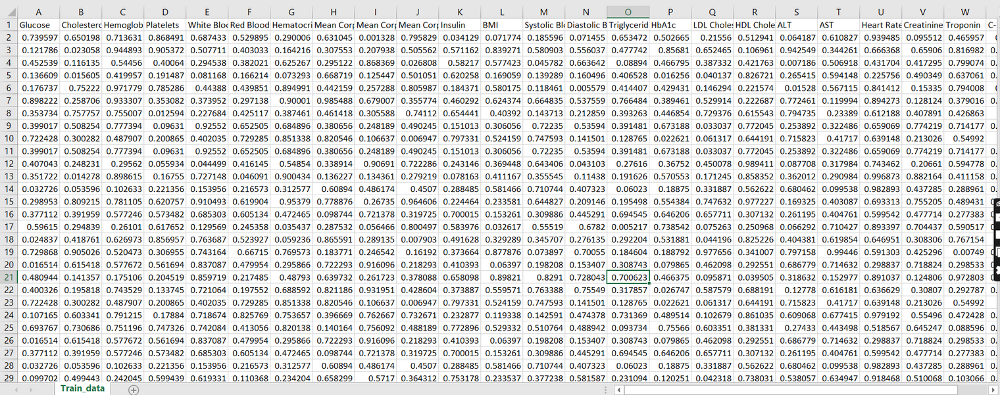 A B C D E F G H I J K L M N O P Q R S T U V W
1 Glucose Cholesterc Hemoglob Platelets White Bloc Red Blood Hematocri Mean Corp Mean Corp Mean Corp Insulin BMI Systolic Blo Diastolic B Triglycerid HbA1c LDL Choles HDL Chole ALT AST Heart Rate Creatinine Troponin C-
2 0.739597 0.650198 0.713631 0.868491 0.687433 0.529895 0.290006 0.631045 0.001328 0.795829 0.034129 0.071774 0.185596 0.071455 0.653472 0.502665 0.21556 0.512941 0.064187 0.610827 0.939485 0.095512 0.465957
3 0.121786 0.023058 0.944893 0.905372 0.507711 0.403033 0.164216 0.307553 0.207938 0.505562 0.571162 0.839271 0.580903 0.556037 0.477742 0.85681 0.652465 0.106961 0.942549 0.344261 0.666368 0.65906 0.816982
4 0.452539 0.116135 0.54456 0.40064 0.294538 0.382021 0.625267 0.295122 0.868369 0.026808 0.58217 0.577423 0.045782 0.663642 0.08894 0.466795 0.387332 0.421763 0.007186 0.506918 0.431704 0.417295 0.799074
5 0.136609 0.015605 0.419957 0.191487 0.081168 0.166214 0.073293 0.668719 0.125447 0.501051 0.620258 0.169059 0.139289 0.160496 0.406528 0.016256 0.040137 0.826721 0.265415 0.594148 0.225756 0.490349 0.637061
6 0.176737 0.75222 0.971779 0.785286 0.44388 0.439851 0.894991 0.442159 0.257288 0.805987 0.184371 0.580175 0.118461 0.005579 0.414407 0.429431 0.146294 0.221574 0.01528 0.567115 0.841412 0.15335 0.794008
7 0.898222 0.258706 0.933307 0.353082 0.373952 0.297138 0.90001 0.985488 0.679007 0.355774 0.460292 0.624374 0.664835 0.537559 0.766484 0.389461 0.529914 0.222687 0.772461 0.119994 0.894273 0.128124 0.379016
8 0.353734 0.757757 0.755007 0.012594 0.227684 0.425117 0.387461 0.461418 0.305588 0.74112 0.654441 0.40392 0.143713 0.212859 0.393263 0.446854 0.729376 0.615543 0.794735 0.23389 0.612188 0.407891 0.426863
9 0.399017 0.508254 0.777394 0.09631 0.92552 0.652505 0.684896 0.380656 0.248189 0.490245 0.151013 0.306056 0.72235 0.53594 0.391481 0.673188 0.033037 0.772045 0.253892 0.322486 0.659069 0.774219 0.714177
10 0.722428 0.300282 0.487907 0.200865 0.402035 0.729285 0.851338 0.820546 0.106637 0.006947 0.797331 0.524159 0.747593 0.141501 0.128765 0.022621 0.061317 0.644191 0.715823 0.41717 0.639148 0.213026 0.54992
11 0.399017 0.508254 0.777394 0.09631 0.92552 0.652505 0.684896 0.380656 0.248189 0.490245 0.151013 0.306056 0.72235 0.53594 0.391481 0.673188 0.033037 0.772045 0.253892 0.322486 0.659069 0.774219 0.714177
12 0.407043 0.248231 0.29562 0.055934 0.044499 0.416145 0.54854 0.338914 0.90691 0.722286 0.243146 0.369448 0.643406 0.043103 0.27616 0.36752 0.450078 0.989411 0.087708 0.317984 0.743462 0.20661 0.594778
13 0.351722 0.014278 0.898615 0.16755 0.727148 0.046091 0.900434 0.136227 0.134361 0.279219 0.078163 0.411167 0.355545 0.11438 0.191626 0.570553 0.171245 0.858352 0.362012 0.290984 0.996873 0.882164 0.411158
14 0.032726 0.053596 0.102633 0.221356 0.153956 0.216573 0.312577 0.60894 0.486174 0.4507 0.288485 0.581466 0.710744 0.407323 0.06023 0.18875 0.331887 0.562622 0.680462 0.099538 0.982893 0.437285 0.288961
15 0.298953 0.809215 0.781105 0.620757 0.910493 0.619904 0.95379 0.778876 0.26735 0.964606 0.224464 0.233581 0.644827 0.209146 0.195498 0.554384 0.747632 0.977227 0.169325 0.403087 0.693313 0.755205 0.489431
16 0.377112 0.391959 0.577246 0.573482 0.685303 0.605134 0.472465 0.098744 0.721378 0.319725 0.700015 0.153261 0.309886 0.445291 0.694545 0.646206 0.657711 0.307132 0.261195 0.404761 0.599542 0.477714 0.277383
17 0.59615 0.294839 0.26101 0.617652 0.129569 0.245358 0.035437 0.287532 0.056466 0.800497 0.583976 0.032617 0.55519 0.6782 0.005017 0.738542 0.075263 0.250968 0.066292 0.710427 0.893397 0.704437 0.590517
18 0.024837 0.418761 0.626973 0.856957 0.763687 0.523927 0.059236 0.865591 0.289135 0.007903 0.491628 0.329289 0.345707 0.276135 0.292204 0.531881 0.044196 0.825226 0.404381 0.619854 0.646951 0.308306 0.767154
19 0.729868 0.905026 0.520473 0.306955 0.743164 0.66715 0.769573 0.183771 0.246542 0.16192 0.373664 0.877876 0.073897 0.70055 0.184604 0.188792 0.977656 0.341007 0.797158 0.99446 0.591303 0.425296 0.00749
20 0.016514 0.615418 0.577672 0.561694 0.837087 0.479954 0.295866 0.722293 0.916096 0.218293 0.410393 0.06397 0.198208 0.153407 0.308743 0.079865 0.462098 0.292551 0.686779 0.714632 0.298837 0.718824 0.298533
21 0.480944 0.141357 0.175106 0.204519 0.859719 0.217485 0.48793 0.639732 0.261723 0.378088 0.658098 0.89821 0.8291 0.728043 0.700623 0.466375 0.095871 0.039505 0.318632 0.152977 0.891037 0.124806 0.972803
22 0.400326 0.195818 0.743529 0.133745 0.721064 0.197552 0.688592 0.821186 0.931951 0.428604 0.373887 0.559571 0.763388 0.75549 0.317857 0.026747 0.587579 0.688191 0.12778 0.616181 0.636629 0.30807 0.292787
23 0.722428 0.300282 0.487907 0.200865 0.402035 0.729285 0.851338 0.820546 0.106637 0.006947 0.797331 0.524159 0.747593 0.141501 0.128765 0.022621 0.061317 0.644191 0.715823 0.41717 0.639148 0.213026 0.54992
24 0.107165 0.603341 0.791215 0.17884 0.718674 0.825769 0.753657 0.396669 0.762667 0.732671 0.232877 0.119338 0.142591 0.474378 0.731369 0.489514 0.102679 0.861035 0.609068 0.677415 0.979192 0.55496 0.472428
25 0.693767 0.730686 0.751196 0.747326 0.742084 0.413056 0.820138 0.140164 0.756092 0.488189 0.772896 0.529332 0.510764 0.488942 0.093734 0.75566 0.603351 0.381331 0.27433 0.443498 0.518567 0.645247 0.088596
26 0.016514 0.615418 0.577672 0.561694 0.837087 0.479954 0.295866 0.722293 0.916096 0.218293 0.410393 0.06397 0.198208 0.153407 0.308743 0.079865 0.462098 0.292551 0.686779 0.714632 0.298837 0.718824 0.298533
27 0.377112 0.391959 0.577246 0.573482 0.685303 0.605134 0.472465 0.098744 0.721378 0.319725 0.700015 0.153261 0.309886 0.445291 0.694545 0.646206 0.657711 0.307132 0.261195 0.404761 0.599542 0.477714 0.277383
28 0.032726 0.053596 0.102633 0.221356 0.153956 0.216573 0.312577 0.60894 0.486174 0.4507 0.288485 0.581466 0.710744 0.407323 0.06023 0.18875 0.331887 0.562622 0.680462 0.099538 0.982893 0.437285 0.288961
29 0.099702 0.499443 0.242045 0.599439 0.619331 0.110368 0.234204 0.658299 0.5717 0.364312 0.753178 0.233537 0.377238 0.581587 0.231094 0.120251 0.042318 0.738031 0.538057 0.634947 0.918468 0.510068 0.103066
Train_data